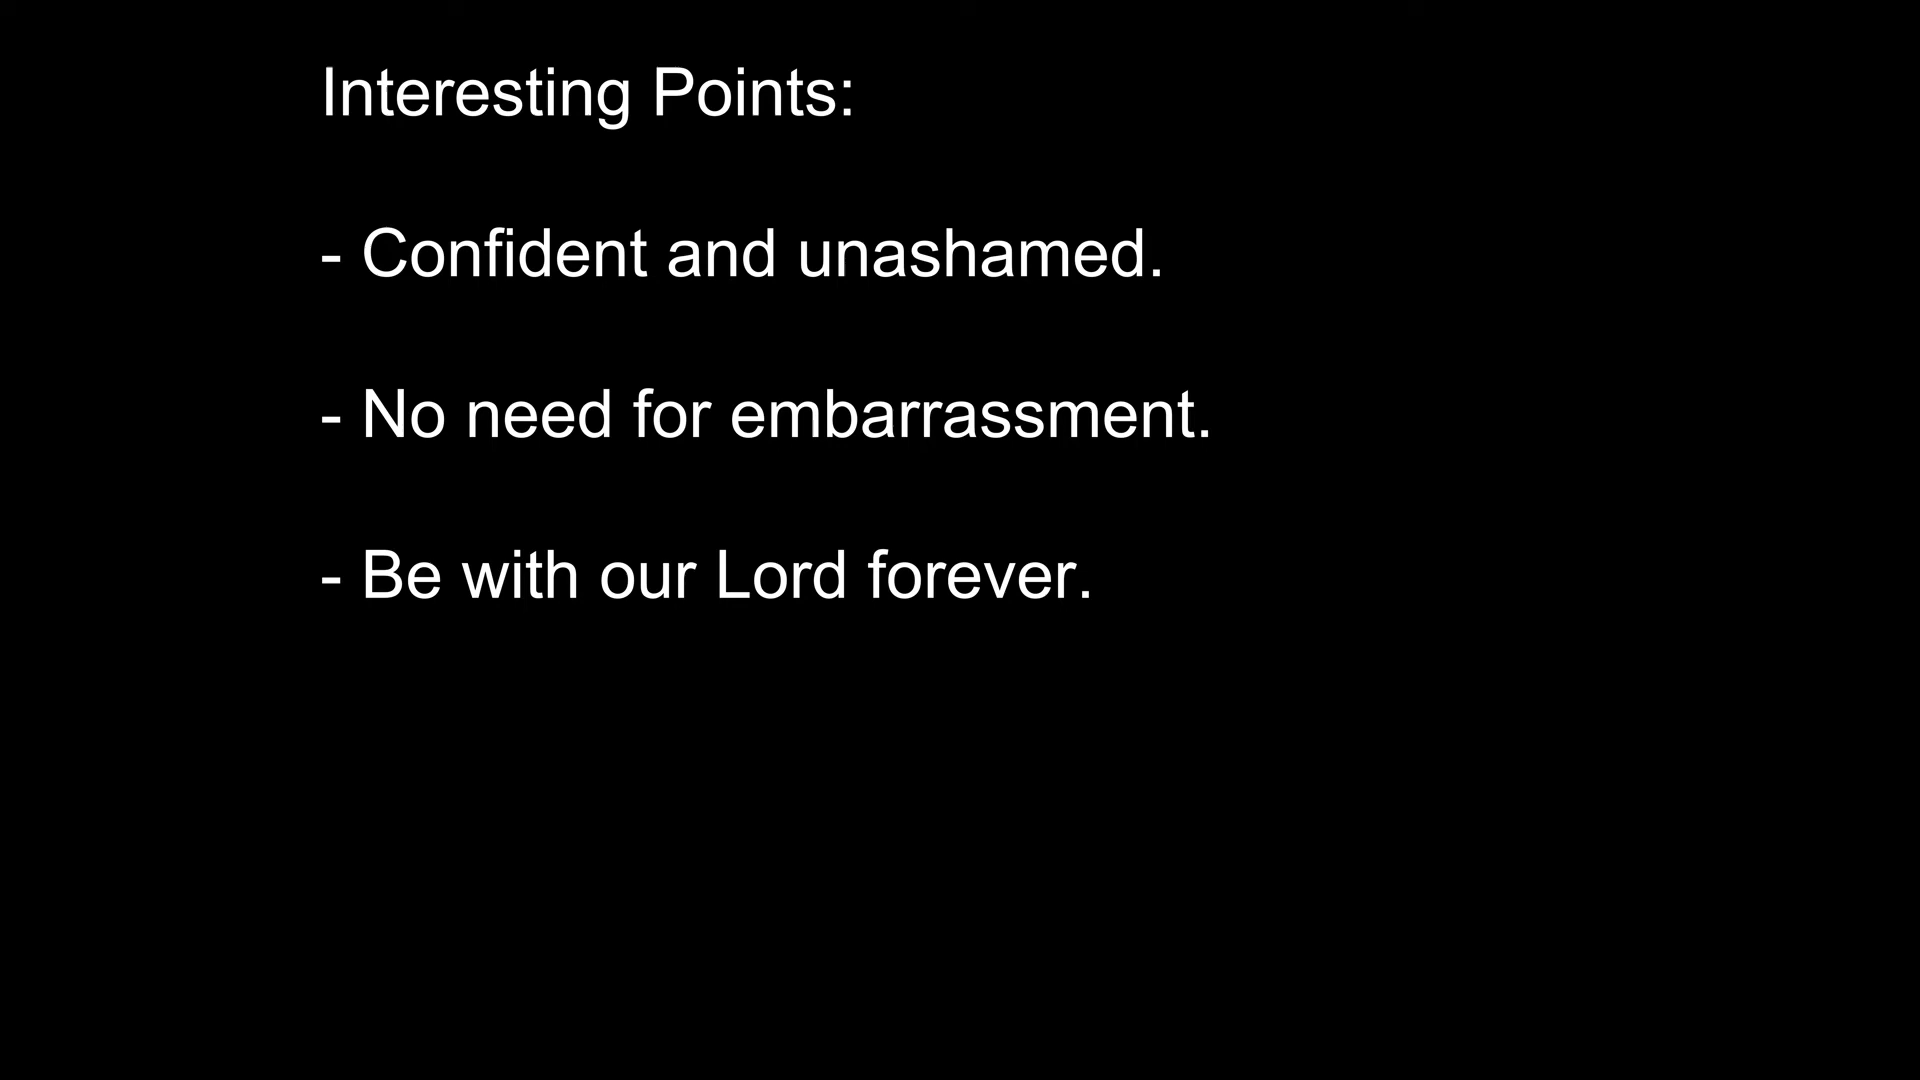 Interesting Points:
- Confident and unashamed.
- No need for embarrassment.
- Be with our Lord forever.